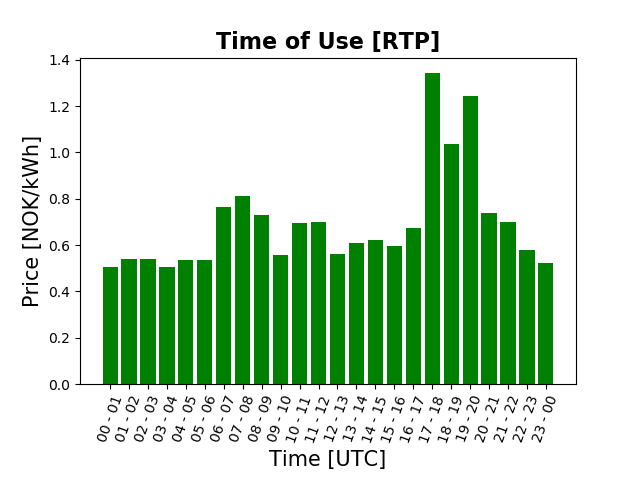 Time of Use [RTP]
Price [NOK/kWh]
1.4
1.2
1.0
0.8
0.6
0.4
0.2
0.0
00 - 01
01 - 02
02 - 03
03 - 04
04 - 05
05 - 06
06 - 07
07 - 08
08 - 09
09 - 10
10 - 11
11 - 12
12 - 13
13 - 14
14 - 15
15 - 16
16 - 17
17 - 18
18 - 19
19 - 20
20 - 21
21 - 22
22 - 23
23 - 00
Time [UTC]